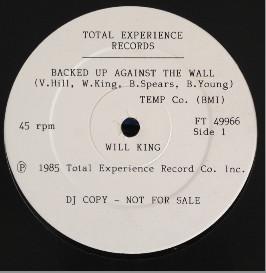 TOTAL EXPERIENCE
RECORDS
BACKED UP AGAINST THE WALL
(V.Hill, W.King, B.Spears, B.Young)
TEMP Co. (BMI)
45 rpm
FT 49966
Side 1
WILL KING
Ⓟ 1985 Total Experience Record Co. Inc.
DJ COPY - NOT FOR SALE